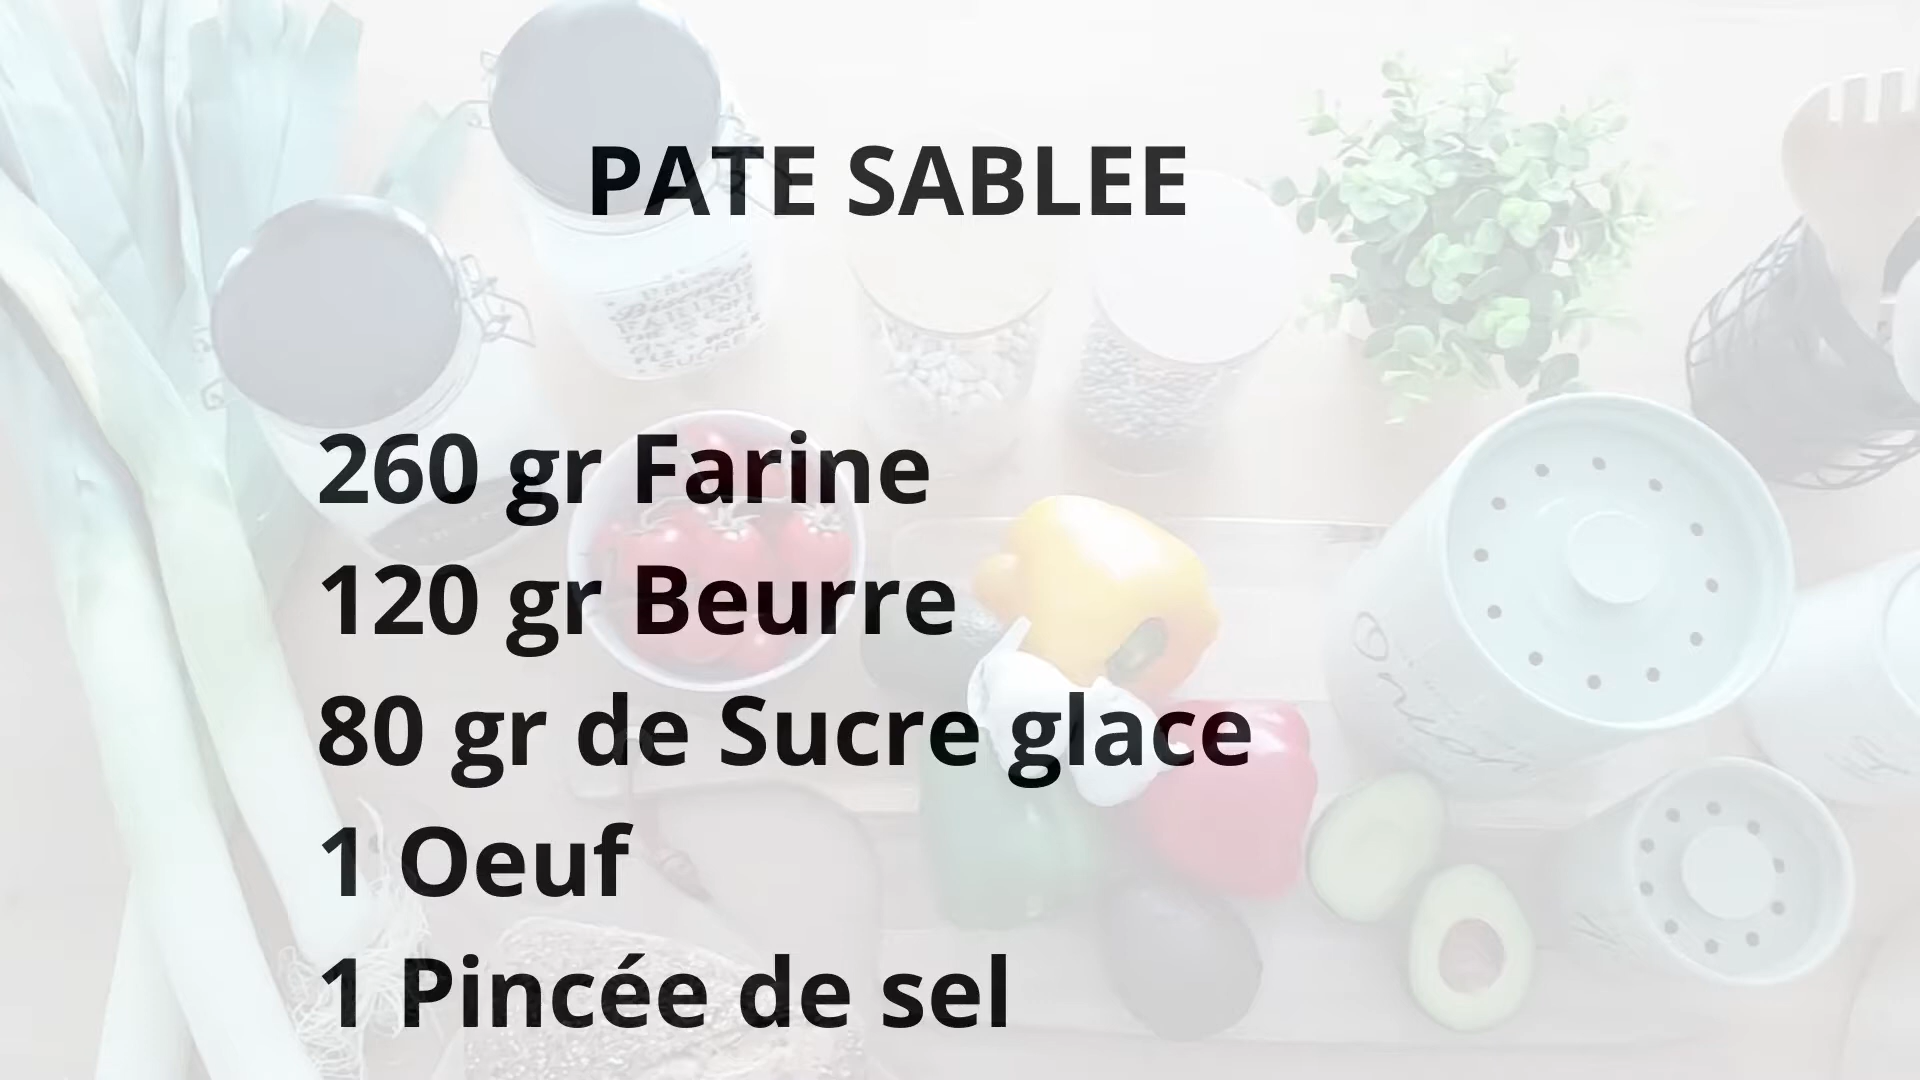 PATE SABLEE
260 gr Farine
120 gr Beurre
80 gr de Sucre glace
1 Oeuf
1 Pincée de sel